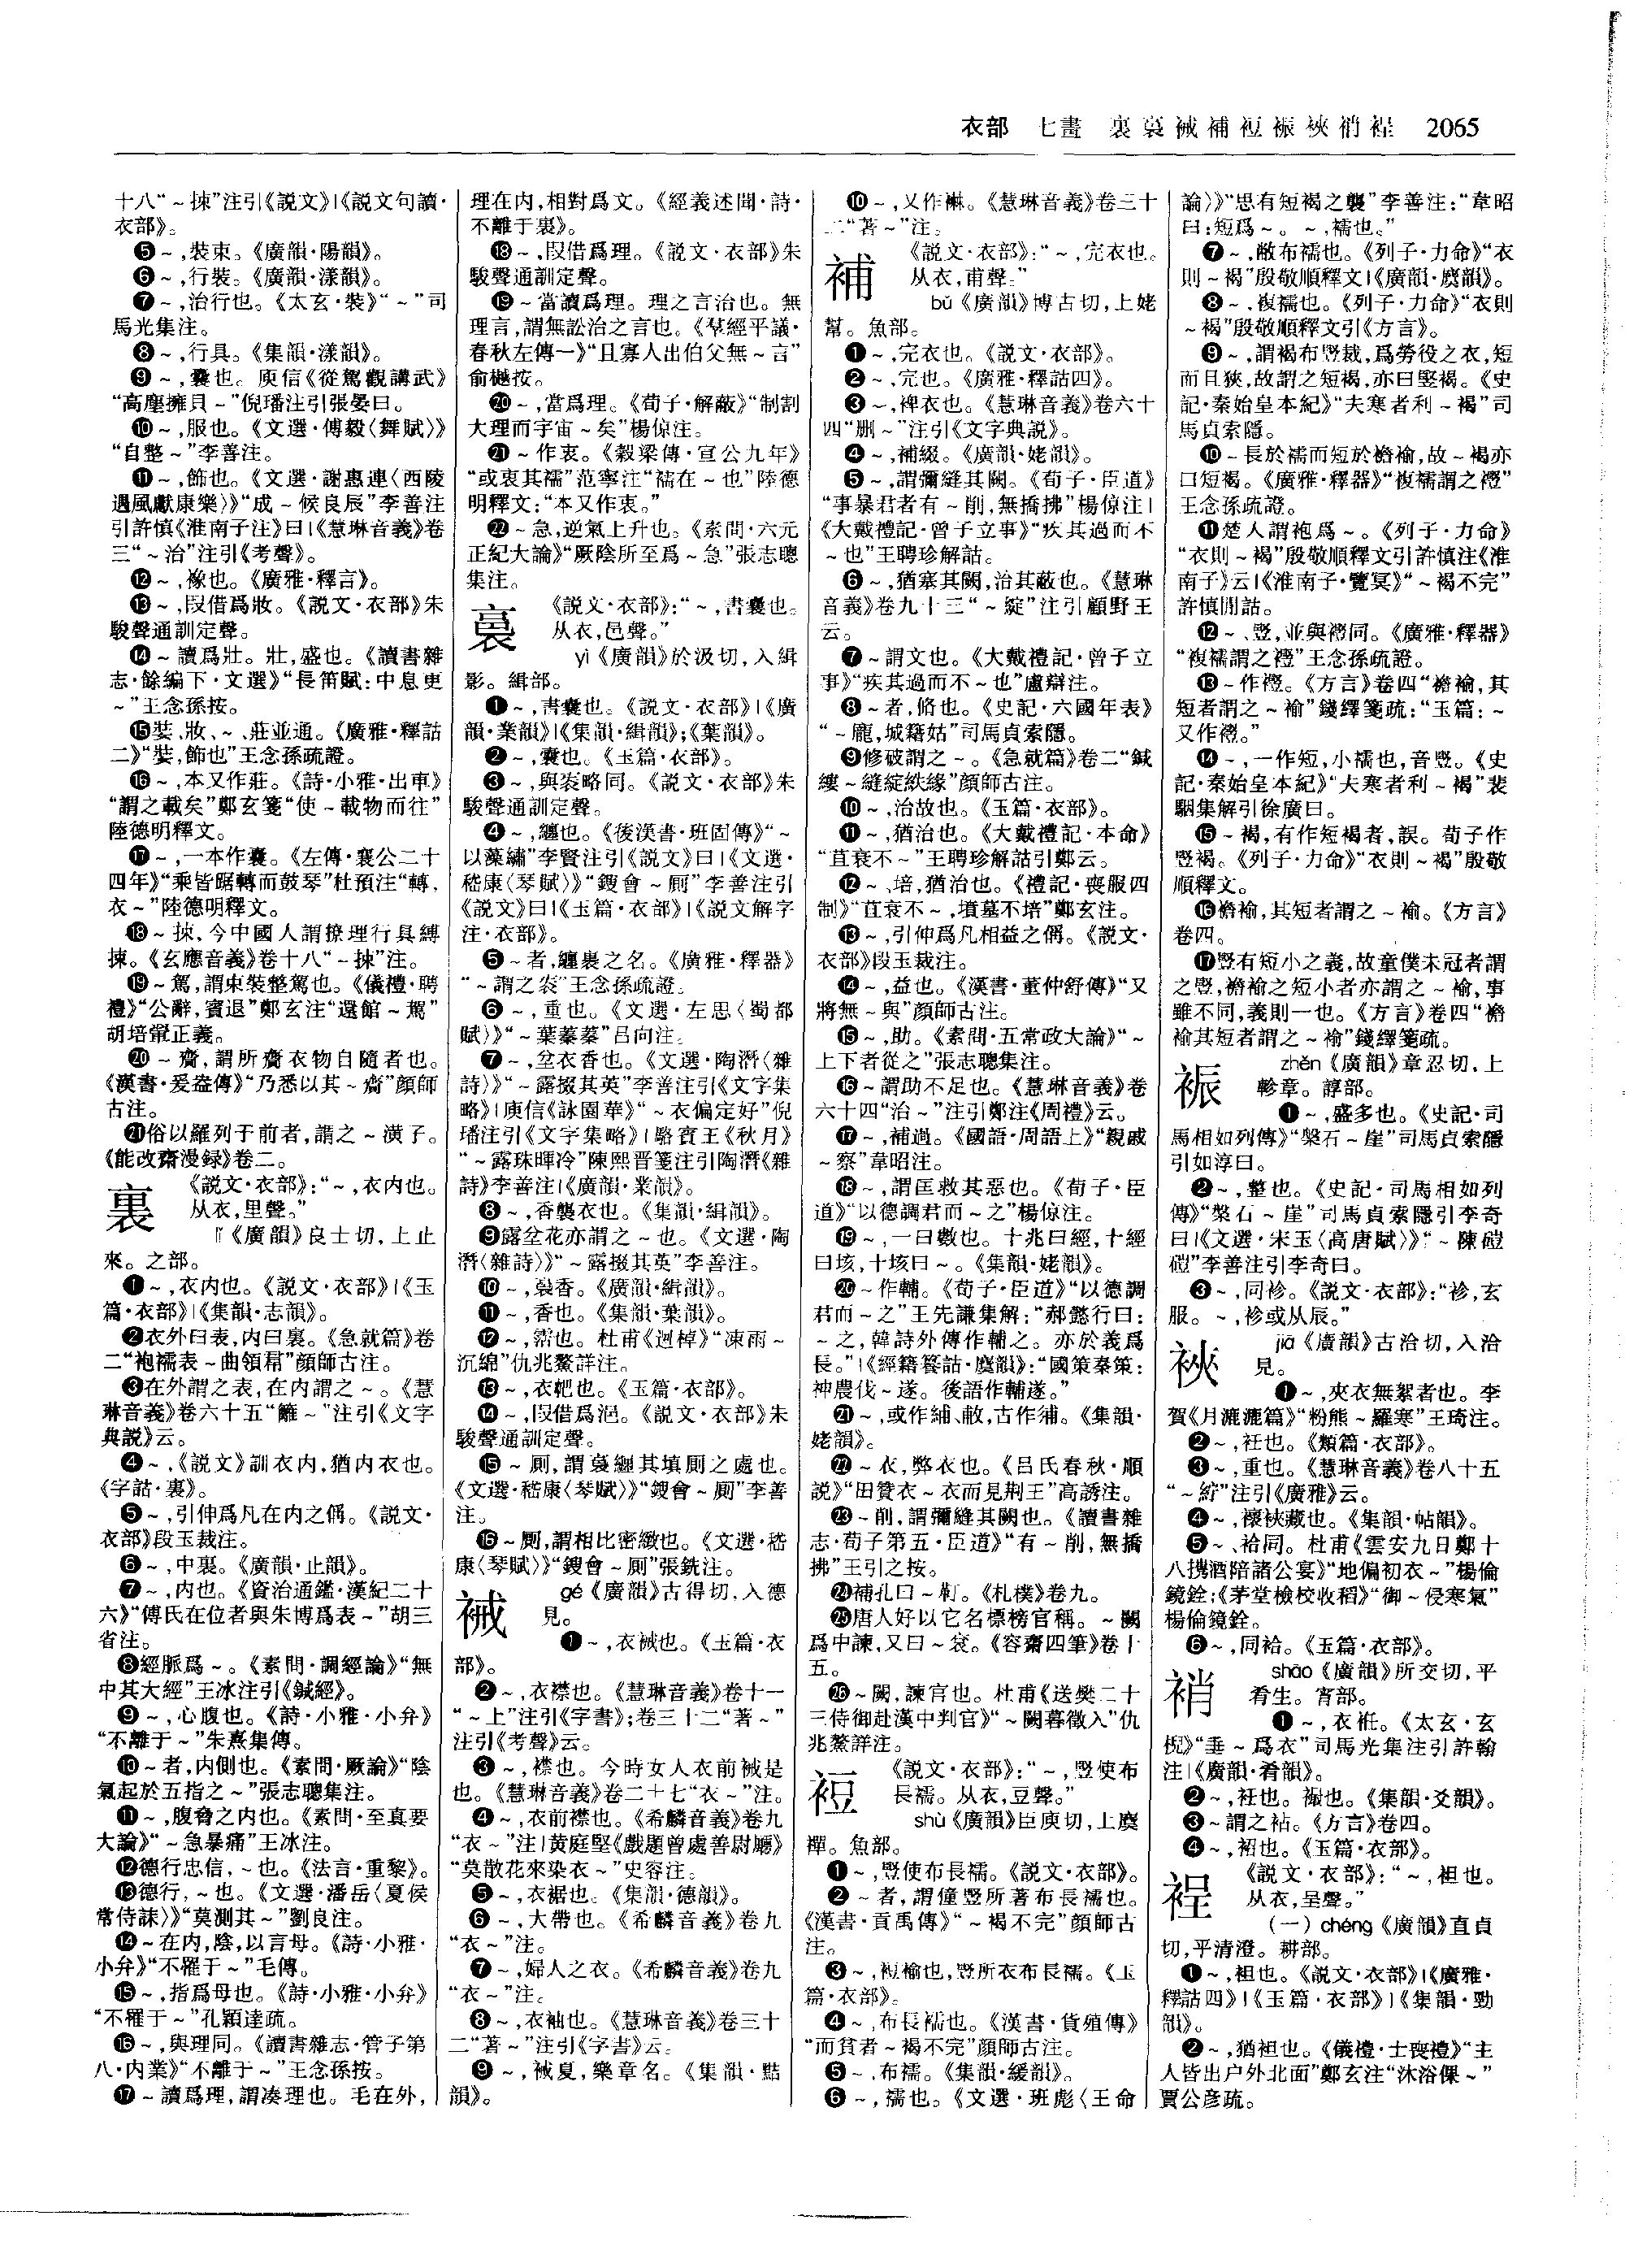 衣部　七畫　裏裛裓補裋裖裌䘯裎　2065
十八“～拺”注引《説文》|《説文句讀·
衣部》。
❺～,裝束。《廣韻·陽韻》。
❻～,行裝。《廣韻·漾韻》。
❼～,治行也。《太玄·裝》“～”司
馬光集注。
❽～,行具。《集韻·漾韻》。
❾～,囊也。庾信《從駕觀講武》
“高塵擁貝～”倪璠注引張晏曰。
❿～,服也。《文選·傅毅〈舞賦〉》
“自整～”李善注。
⓫～,飾也。《文選·謝惠連〈西陵
遇風獻康樂〉》“成～候良辰”李善注
引許慎《淮南子注》曰|《慧琳音義》卷
三“～治”注引《考聲》。
⓬～,橡也。《廣雅·釋言》。
⓭～,叚借爲妝。《説文·衣部》朱
駿聲通訓定聲。
⓮～讀爲壯。壯,盛也。《讀書雜
志·餘編下·文選》“長笛賦:中息更
～”王念孫按。
⓯娤、妝、～、莊並通。《廣雅·釋詁
二》“娤,飾也”王念孫疏證。
⓰～,本又作莊。《詩·小雅·出車》
“謂之載矣”鄭玄箋“使～載物而往”
陸德明釋文。
⓱～,一本作囊。《左傳·襄公二十
四年》“乘皆踞轉而鼓琴”杜預注“轉,
衣～”陸德明釋文。
⓲～拺,今中國人謂撩理行具縛
拺。《玄應音義》卷十八“～拺”注。
⓳～駕,謂束裝整駕也。《儀禮·聘
禮》“公辭,賓退”鄭玄注“還館～駕”
胡培翬正義。
⓴～齎,謂所齎衣物自隨者也。
《漢書·爰盎傳》“乃悉以其～齎”顔師
古注。
㉑俗以羅列于前者,謂之～潢子。
《能改齋漫録》卷二。
裏　《説文·衣部》:“～,衣内也。
从衣,里聲。”
lǐ《廣韻》良士切,上止
來。之部。
❶～,衣内也。《説文·衣部》|《玉
篇·衣部》|《集韻·志韻》。
❷衣外曰表,内曰裏。《急就篇》卷
二“袍襦表～曲領帬”顔師古注。
❸在外謂之表,在内謂之～。《慧
琳音義》卷六十五“籬～”注引《文字
典説》云。
❹～,《説文》訓衣内,猶内衣也。
《字詁·裏》。
❺～,引伸爲凡在内之偁。《説文·
衣部》段玉裁注。
❻～,中裏。《廣韻·止韻》。
❼～,内也。《資治通鑑·漢紀二十
六》“傅氏在位者與朱博爲表～”胡三
省注。
❽經脈爲～。《素問·調經論》“無
中其大經”王冰注引《鍼經》。
❾～,心腹也。《詩·小雅·小弁》
“不離于～”朱熹集傳。
❿～者,内側也。《素問·厥論》“陰
氣起於五指之～”張志聰集注。
⓫～,腹脅之内也。《素問·至真要
大論》“～急暴痛”王冰注。
⓬德行忠信,～也。《法言·重黎》。
⓭德行,～也。《文選·潘岳〈夏侯
常侍誄〉》“莫測其～”劉良注。
⓮～在内,陰,以言母。《詩·小雅·
小弁》“不罹于～”毛傳。
⓯～,指爲母也。《詩·小雅·小弁》
“不罹于～”孔穎達疏。
⓰～,與理同。《讀書雜志·管子第
八·内業》“不離于～”王念孫按。
⓱～讀爲理,謂湊理也。毛在外,
理在内,相對爲文。《經義述聞·詩·
不離于裏》。
⓲～,叚借爲理。《説文·衣部》朱
駿聲通訓定聲。
⓳～當讀爲理。理之言治也。無
理言,謂無訟治之言也。《羣經平議·
春秋左傳一》“且寡人出伯父無～言”
俞樾按。
⓴～,當爲理。《荀子·解蔽》“制割
大理而宇宙～矣”楊倞注。
㉑～作衷。《穀梁傳·宣公九年》
“或衷其襦”范寧注“襦在～也”陸德
明釋文:“本又作衷。”
㉒～急,逆氣上升也。《素問·六元
正紀大論》“厥陰所至爲～急”張志聰
集注。
裛　《説文·衣部》:“～,書囊也。
从衣,邑聲。”
yì《廣韻》於汲切,入緝
影。緝部。
❶～,書囊也。《説文·衣部》|《廣
韻·業韻》|《集韻·緝韻》;《葉韻》。
❷～,囊也。《玉篇·衣部》。
❸～,與袠略同。《説文·衣部》朱
駿聲通訓定聲。
❹～,纏也。《後漢書·班固傳》“～
以藻繡”李賢注引《説文》曰|《文選·
嵇康〈琴賦〉》“鎪會～厠”李善注引
《説文》曰|《玉篇·衣部》|《説文解字
注·衣部》。
❺～者,纏裹之名。《廣雅·釋器》
“～謂之袠”王念孫疏證。
❻～,重也。《文選·左思〈蜀都
賦〉》“～葉蓁蓁”吕向注。
❼～,坌衣香也。《文選·陶潛〈雜
詩〉》“～露掇其英”李善注引《文字集
略》|庾信《詠園華》“～衣偏定好”倪
璠注引《文字集略》|駱賓王《秋月》
“～露珠暉冷”陳熙晉箋注引陶潛《雜
詩》李善注|《廣韻·業韻》。
❽～,香襲衣也。《集韻·緝韻》。
❾露坌花亦謂之～也。《文選·陶
潛〈雜詩〉》“～露掇其英”李善注。
❿～,裛香。《廣韻·緝韻》。
⓫～,香也。《集韻·葉韻》。
⓬～,霑也。杜甫《迴棹》“凍雨～
沉綿”仇兆鰲詳注。
⓭～,衣帊也。《玉篇·衣部》。
⓮～,叚借爲浥。《説文·衣部》朱
駿聲通訓定聲。
⓯～厠,謂裛纏其填厠之處也。
《文選·嵇康〈琴賦〉》“鎪會～厠”李善
注。
⓰～厠,謂相比密緻也。《文選·嵇
康〈琴賦〉》“鎪會～厠”張銑注。
裓　gé《廣韻》古得切,入德
見。
❶～,衣裓也。《玉篇·衣
部》。
❷～,衣襟也。《慧琳音義》卷十一
“～上”注引《字書》;卷三十二“著～”
注引《考聲》云。
❸～,襟也。今時女人衣前裓是
也。《慧琳音義》卷二十七“衣～”注。
❹～,衣前襟也。《希麟音義》卷九
“衣～”注|黄庭堅《戲題曾處善尉廳》
“莫散花來染衣～”史容注。
❺～,衣裾也。《集韻·德韻》。
❻～,大帶也。《希麟音義》卷九
“衣～”注。
❼～,婦人之衣。《希麟音義》卷九
“衣～”注。
❽～,衣袖也。《慧琳音義》卷三十
二“著～”注引《字書》云。
❾～,裓夏,樂章名。《集韻·黠
韻》。
❿～,又作褵。《慧琳音義》卷三十
二“著～”注。
補　《説文·衣部》:“～,完衣也。
从衣,甫聲。”
bǔ《廣韻》博古切,上姥
幫。魚部。
❶～,完衣也。《説文·衣部》。
❷～,完也。《廣雅·釋詁四》。
❸～,裨衣也。《慧琳音義》卷六十
四“删～”注引《文字典説》。
❹～,補綴。《廣韻·姥韻》。
❺～,謂彌縫其闕。《荀子·臣道》
“事暴君者有～削,無撟拂”楊倞注|
《大戴禮記·曾子立事》“疾其過而不
～也”王聘珍解詁。
❻～,猶塞其闕,治其敝也。《慧琳
音義》卷九十三“～綻”注引顧野王
云。
❼～謂文也。《大戴禮記·曾子立
事》“疾其過而不～也”盧辯注。
❽～者,脩也。《史記·六國年表》
“～龐,城籍姑”司馬貞索隱。
❾修破謂之～。《急就篇》卷二“鍼
縷～縫綻紩緣”顔師古注。
❿～,治故也。《玉篇·衣部》。
⓫～,猶治也。《大戴禮記·本命》
“苴衰不～”王聘珍解詁引鄭云。
⓬～、培,猶治也。《禮記·喪服四
制》“苴衰不～,墳墓不培”鄭玄注。
⓭～,引伸爲凡相益之偁。《説文·
衣部》段玉裁注。
⓮～,益也。《漢書·董仲舒傳》“又
將無～與”顔師古注。
⓯～,助。《素問·五常政大論》“～
上下者從之”張志聰集注。
⓰～謂助不足也。《慧琳音義》卷
六十四“治～”注引鄭注《周禮》云。
⓱～,補過。《國語·周語上》“親戚
～察”韋昭注。
⓲～,謂匡救其惡也。《荀子·臣
道》“以德調君而～之”楊倞注。
⓳～,一曰數也。十兆曰經,十經
曰垓,十垓曰～。《集韻·姥韻》。
⓴～作輔。《荀子·臣道》“以德調
君而～之”王先謙集解:“郝懿行曰:
～之,韓詩外傳作輔之。亦於義爲
長。”|《經籍籑詁·麌韻》:“國策秦策:
神農伐～遂。後語作輔遂。”
㉑～,或作䋠、敝,古作𧙛。《集韻·
姥韻》。
㉒～衣,弊衣也。《吕氏春秋·順
説》“田贊衣～衣而見荆王”高誘注。
㉓～削,謂彌縫其闕也。《讀書雜
志·荀子第五·臣道》“有～削,無撟
拂”王引之按。
㉔補孔曰～靪。《札樸》卷九。
㉕唐人好以它名標榜官稱。～闕
爲中諫,又曰～衮。《容齋四筆》卷十
五。
㉖～闕,諫官也。杜甫《送樊二十
三侍御赴漢中判官》“～闕暮徵入”仇
兆鰲詳注。
裋　《説文·衣部》:“～,豎使布
長襦。从衣,豆聲。”
shù《廣韻》臣庾切,上麌
禪。魚部。
❶～,豎使布長襦。《説文·衣部》。
❷～者,謂僮豎所著布長襦也。
《漢書·貢禹傳》“～褐不完”顔師古
注。
❸～,裋褕也,豎所衣布長襦。《玉
篇·衣部》。
❹～,布長襦也。《漢書·貨殖傳》
“而貧者～褐不完”顔師古注。
❺～,布襦。《集韻·緩韻》。
❻～,襦也。《文選·班彪〈王命
論〉》“思有短褐之襲”李善注:“韋昭
曰:短爲～。～,襦也。”
❼～,敝布襦也。《列子·力命》“衣
則～褐”殷敬順釋文|《廣韻·麌韻》。
❽～,複襦也。《列子·力命》“衣則
～褐”殷敬順釋文引《方言》。
❾～,謂褐布豎裁,爲勞役之衣,短
而且狹,故謂之短褐,亦曰竪褐。《史
記·秦始皇本紀》“夫寒者利～褐”司
馬貞索隱。
❿～長於襦而短於襜褕,故～褐亦
曰短褐。《廣雅·釋器》“複襦謂之𧞫”
王念孫疏證。
⓫楚人謂袍爲～。《列子·力命》
“衣則～褐”殷敬順釋文引許慎注《淮
南子》云|《淮南子·覽冥》“～褐不完”
許慎閒詁。
⓬～、豎,並與𧞫同。《廣雅·釋器》
“複襦謂之𧞫”王念孫疏證。
⓭～作𧞫。《方言》卷四“襜褕,其
短者謂之～褕”錢繹箋疏:“玉篇:～
又作𧞫。”
⓮～,一作短,小襦也,音豎。《史
記·秦始皇本紀》“夫寒者利～褐”裴
駰集解引徐廣曰。
⓯～褐,有作短褐者,誤。荀子作
豎褐。《列子·力命》“衣則～褐”殷敬
順釋文。
⓰襜褕,其短者謂之～褕。《方言》
卷四。
⓱豎有短小之義,故童僕未冠者謂
之豎,襜褕之短小者亦謂之～褕,事
雖不同,義則一也。《方言》卷四“襜
褕其短者謂之～褕”錢繹箋疏。
裖　zhěn《廣韻》章忍切,上
軫章。諄部。
❶～,盛多也。《史記·司
馬相如列傳》“槃石～崖”司馬貞索隱
引如淳曰。
❷～,整也。《史記·司馬相如列
傳》“槃石～崖”司馬貞索隱引李奇
曰|《文選·宋玉〈高唐賦〉》“～陳磑
磑”李善注引李奇曰。
❸～,同袗。《説文·衣部》:“袗,玄
服。～,袗或从辰。”
裌　jiā《廣韻》古洽切,入洽
見。
❶～,夾衣無絮者也。李
賀《月漉漉篇》“粉熊～羅寒”王琦注。
❷～,衽也。《類篇·衣部》。
❸～,重也。《慧琳音義》卷八十五
“～紵”注引《廣雅》云。
❹～,褱裌藏也。《集韻·帖韻》。
❺～,袷同。杜甫《雲安九日鄭十
八携酒陪諸公宴》“地偏初衣～”楊倫
鏡銓;《茅堂檢校收稻》“御～侵寒氣”
楊倫鏡銓。
❻～,同袷。《玉篇·衣部》。
䘯　shāo《廣韻》所交切,平
肴生。宵部。
❶～,衣袵。《太玄·玄
掜》“垂～爲衣”司馬光集注引許翰
注|《廣韻·肴韻》。
❷～,衽也。褹也。《集韻·爻韻》。
❸～謂之袩。《方言》卷四。
❹～,袑也。《玉篇·衣部》。
裎　《説文·衣部》:“～,袒也。
从衣,呈聲。”
(一)chéng《廣韻》直貞
切,平清澄。耕部。
❶～,袒也。《説文·衣部》|《廣雅·
釋詁四》|《玉篇·衣部》|《集韻·勁
韻》。
❷～,猶袒也。《儀禮·士喪禮》“主
人皆出户外北面”鄭玄注“沐浴倮～”
賈公彦疏。